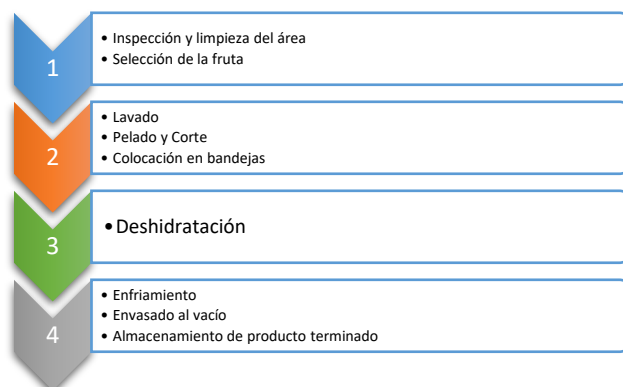 1
• Inspección y limpieza del área
• Selección de la fruta
2
• Lavado
• Pelado y Corte
• Colocación en bandejas
3
• Deshidratación
4
• Enfriamiento
• Envasado al vacío
• Almacenamiento de producto terminado